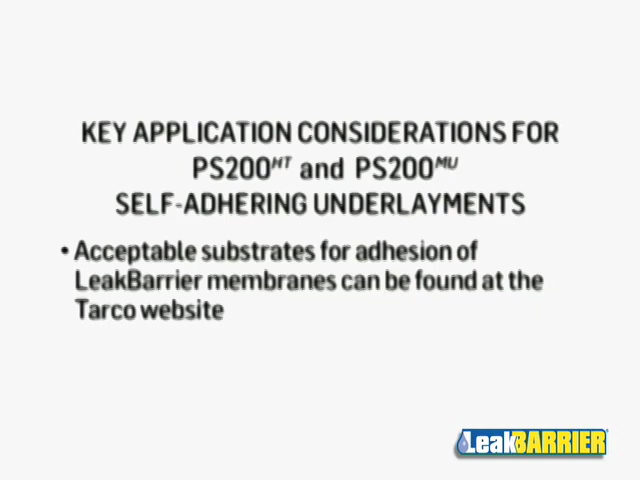 KEY APPLICATION CONSIDERATIONS FOR
PS200HT and PS200MU
SELF-ADHERING UNDERLAYMENTS
• Acceptable substrates for adhesion of
LeakBarrier membranes can be found at the
Tarco website
LeakBARRIER